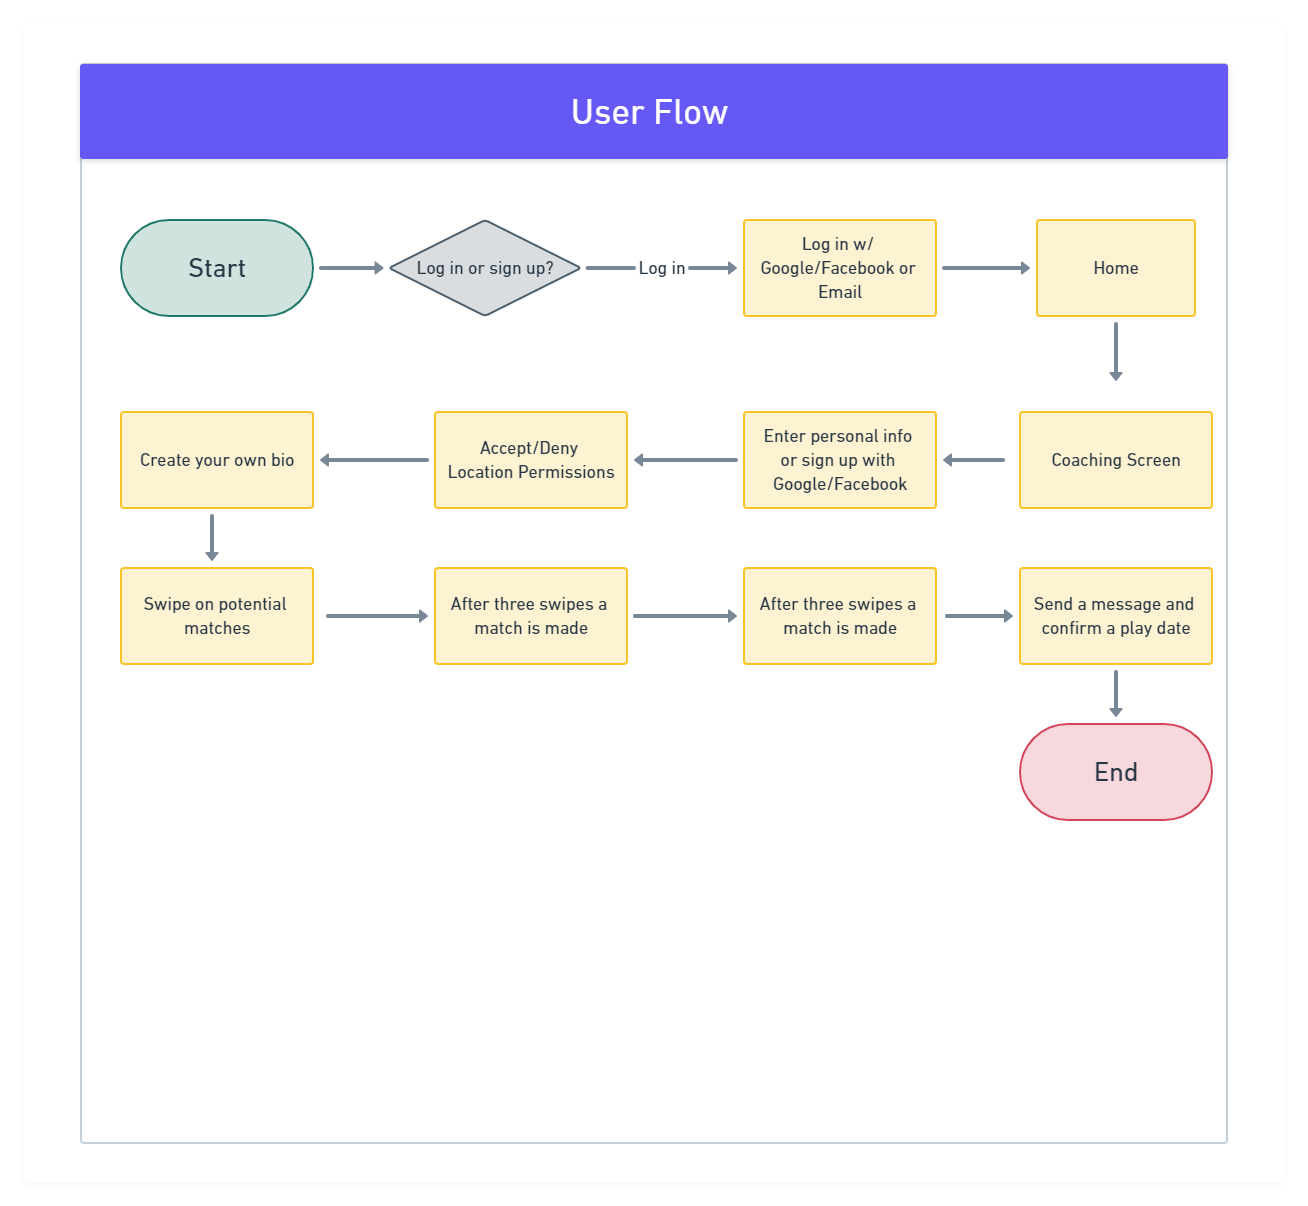 User Flow
Start
Log in or sign up?
Log in
Log in w/
Google/Facebook or
Email
Home
Create your own bio
Accept/Deny
Location Permissions
Enter personal info
or sign up with
Google/Facebook
Coaching Screen
Swipe on potential
matches
After three swipes a
match is made
After three swipes a
match is made
Send a message and
confirm a play date
End